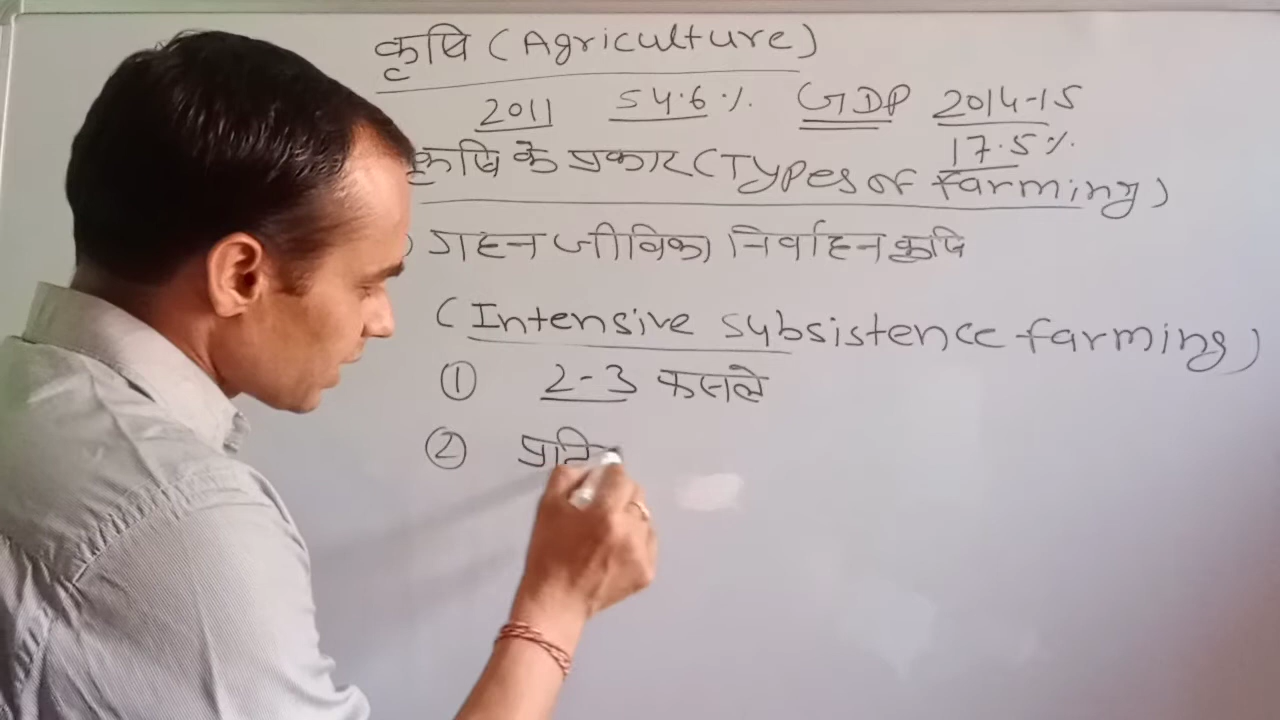 कृषि (Agriculture)
2011 54.6 % GDP 2014-15
17.5 %
कृषि के प्रकार (Types of farming)
) गहन जीविका निर्वाहन कृषि
(Intensive subsistence farming)
① 2-3 फसले
② प्रति